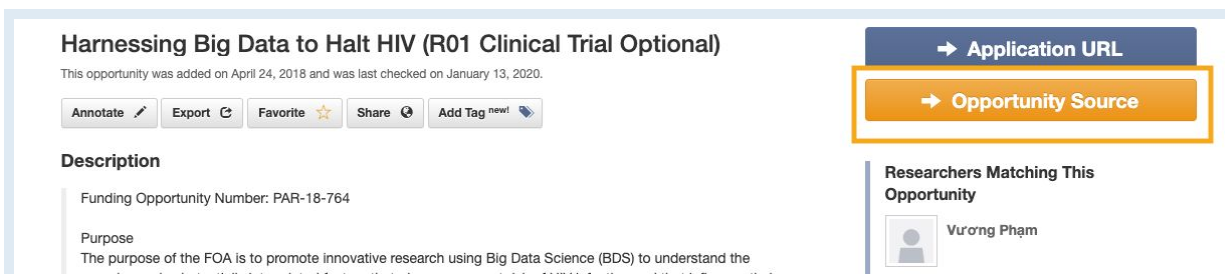 Harnessing Big Data to Halt HIV (R01 Clinical Trial Optional)
This opportunity was added on April 24, 2018 and was last checked on January 13, 2020.
Annotate Export Favorite Share Add Tag new!
Description
Funding Opportunity Number: PAR-18-764
Purpose
The purpose of the FOA is to promote innovative research using Big Data Science (BDS) to understand the
Application URL
Opportunity Source
Researchers Matching This
Opportunity
Vương Phạm